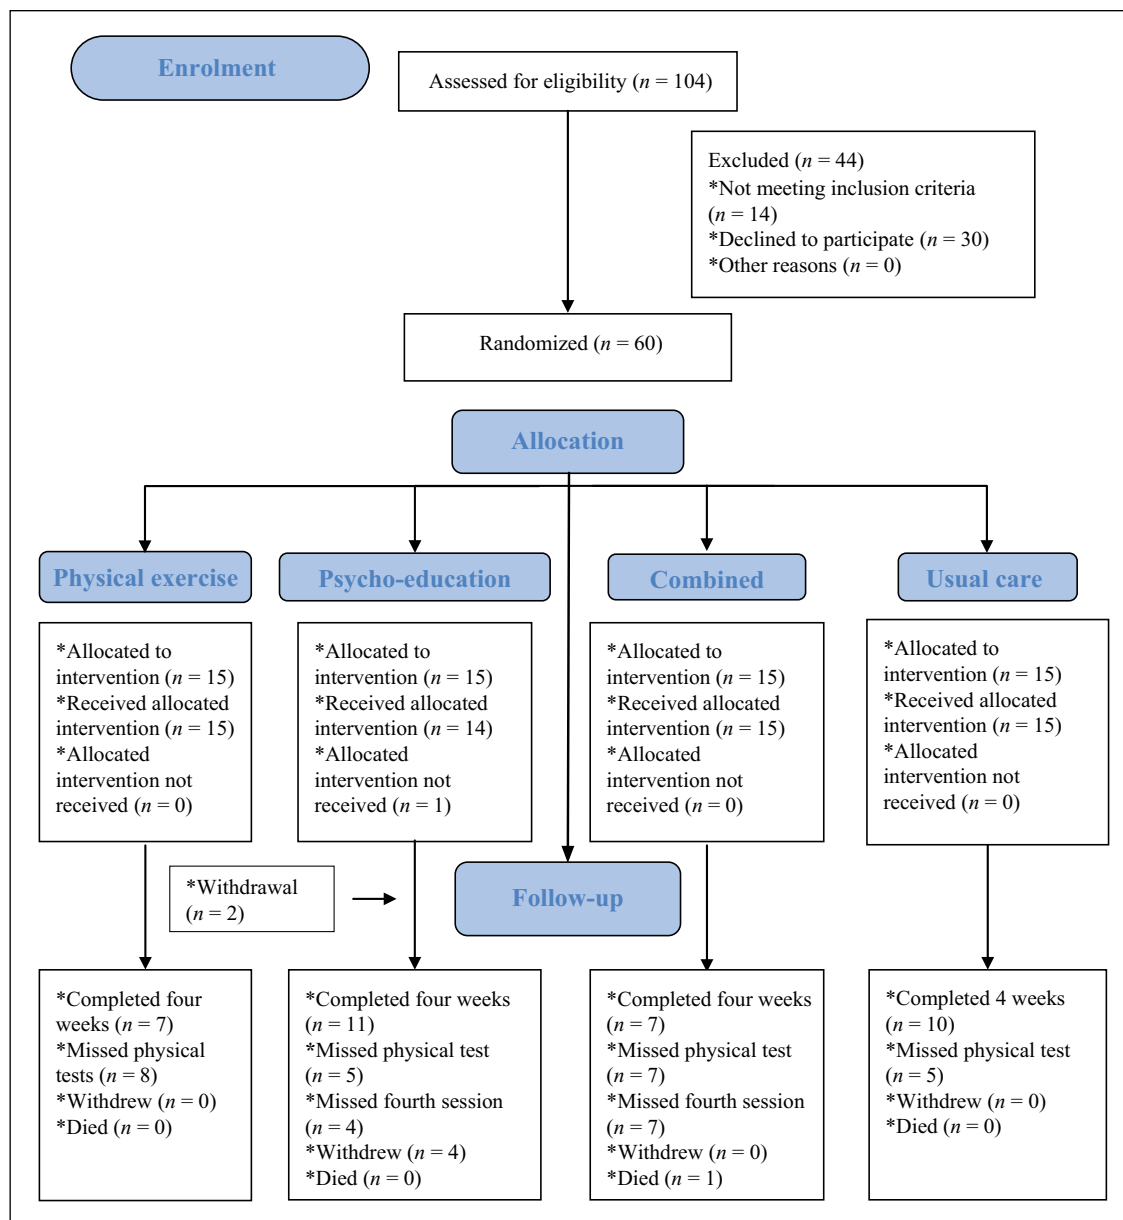 Enrolment
Assessed for eligibility (n = 104)
Excluded (n = 44)
*Not meeting inclusion criteria
(n = 14)
*Declined to participate (n = 30)
*Other reasons (n = 0)
Randomized (n = 60)
Allocation
Physical exercise
Psycho-education
Combined
Usual care
*Allocated to
intervention (n = 15)
*Received allocated
intervention (n = 15)
*Allocated
intervention not
received (n = 0)
*Allocated to
intervention (n = 15)
*Received allocated
intervention (n = 14)
*Allocated
intervention not
received (n = 1)
*Allocated to
intervention (n = 15)
*Received allocated
intervention (n = 15)
*Allocated
intervention not
received (n = 0)
*Allocated to
intervention (n = 15)
*Received allocated
intervention (n = 15)
*Allocated
intervention not
received (n = 0)
*Withdrawal
(n = 2)
Follow-up
*Completed four
weeks (n = 7)
*Missed physical
tests (n = 8)
*Withdrew (n = 0)
*Died (n = 0)
*Completed four weeks
(n = 11)
*Missed physical test
(n = 5)
*Missed fourth session
(n = 4)
*Withdrew (n = 4)
*Died (n = 0)
*Completed four weeks
(n = 7)
*Missed physical test
(n = 7)
*Missed fourth session
(n = 7)
*Withdrew (n = 0)
*Died (n = 1)
*Completed 4 weeks
(n = 10)
*Missed physical test
(n = 5)
*Withdrew (n = 0)
*Died (n = 0)